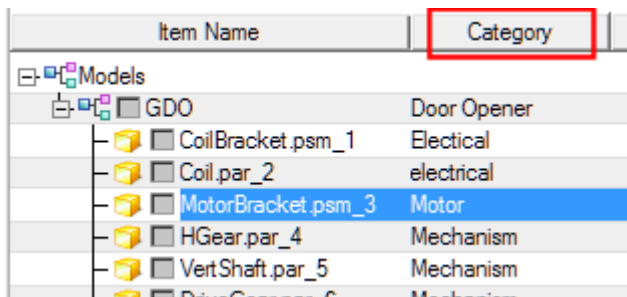 Item Name Category
Models
GDO Door Opener
CoilBracket.psm_1 Electical
Coil.par_2 electrical
MotorBracket.psm_3 Motor
HGear.par_4 Mechanism
VertShaft.par_5 Mechanism